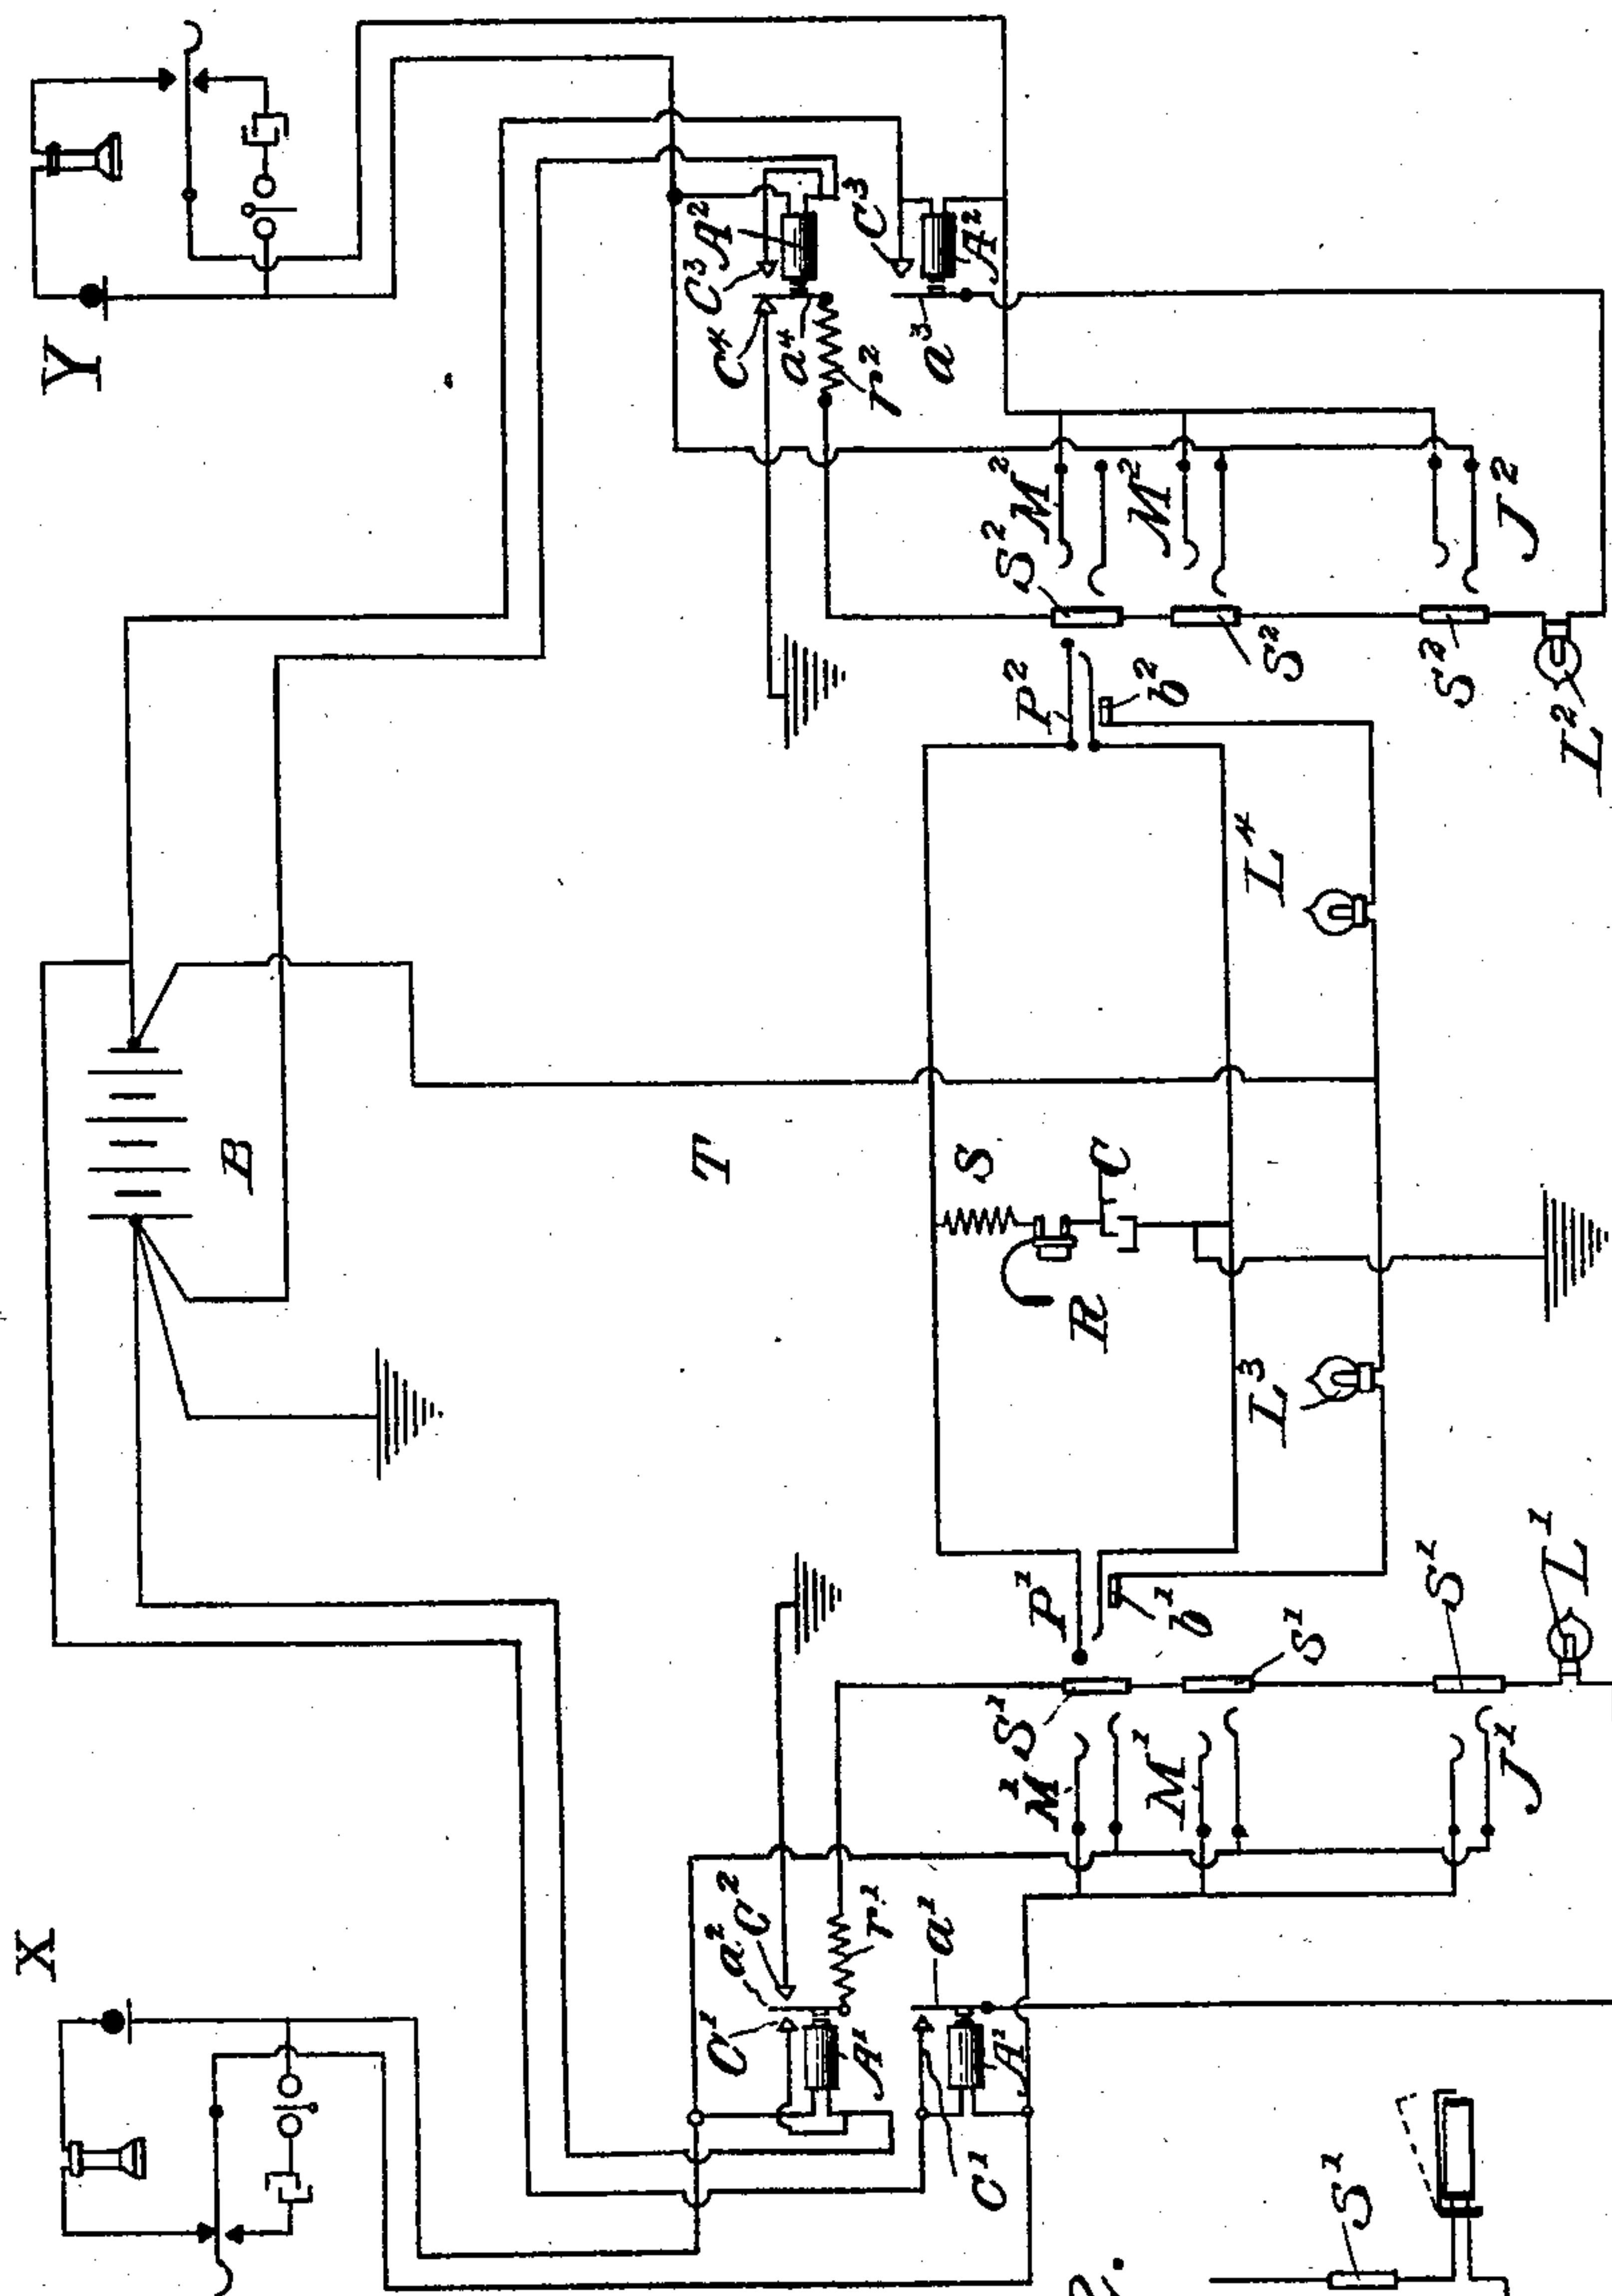 Y
X
B
T
C³
A²
C³
A²
C⁴
a⁴
r²
a³
M²
M²
J²
S²
S²
S²
L²
P²
b²
L⁴
S
C
R
L³
P¹
b¹
S¹
S¹
S¹
L¹
M¹
M¹
J¹
a²
C²
r¹
a¹
C¹
A¹
A¹
C¹
S¹
2.